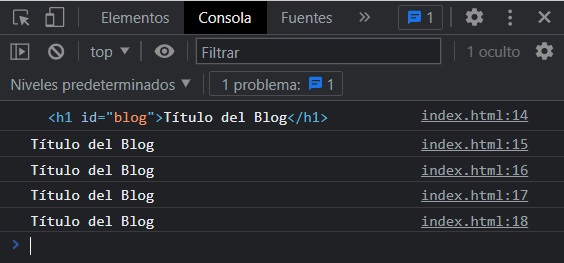 Elementos Consola Fuentes » 1
top ▼ Filtrar 1 oculto
Niveles predeterminados ▼ 1 problema: 1
<h1 id="blog">Título del Blog</h1> index.html:14
Título del Blog index.html:15
Título del Blog index.html:16
Título del Blog index.html:17
Título del Blog index.html:18
>